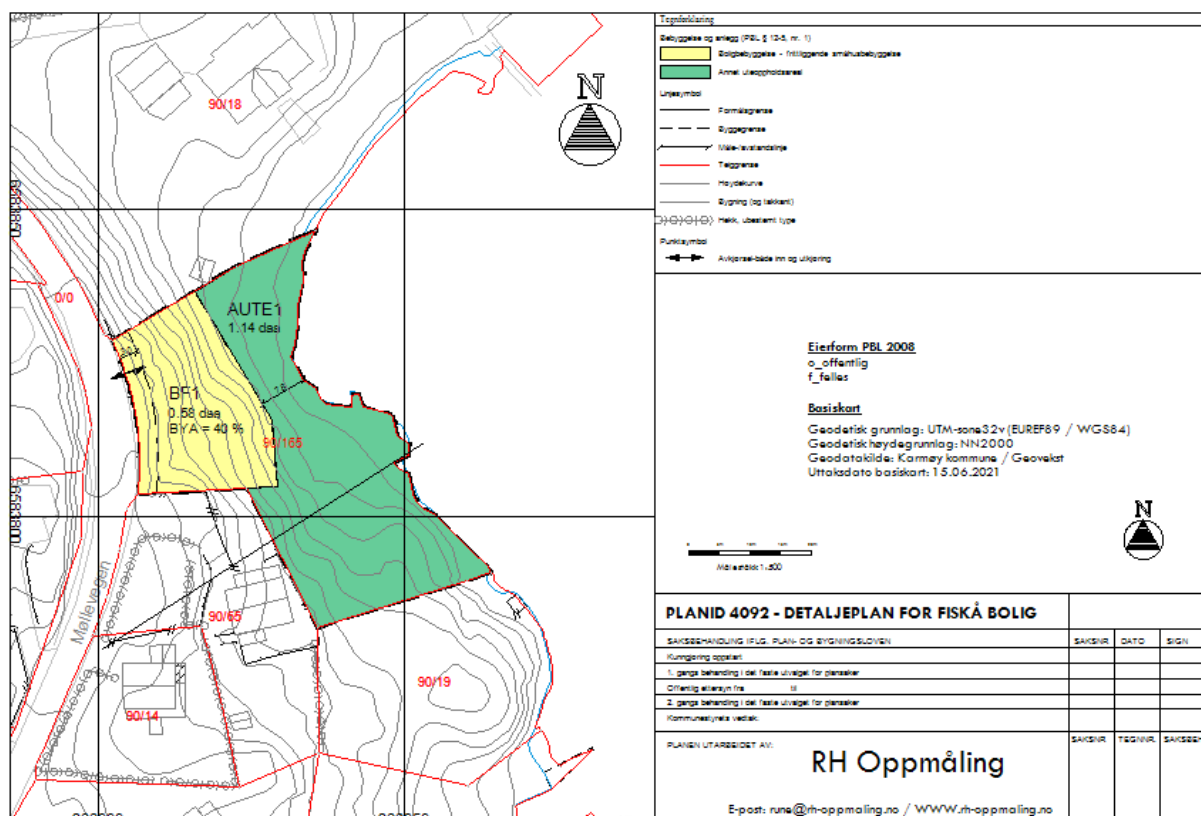 90/18
N
6583850
0/0
AUTE1
1.14 daa
BF1
0.58 daa
BYA = 40 %
90/165
6583800
Møllevegen
90/65
90/19
90/14
Tegnforklaring
Bebyggelse og anlegg (PBL § 12-5, nr. 1)
Boligbebyggelse - frittliggende småhusbebyggelse
Annet uteoppholdsareal
Linjesymbol
Formålsgrense
Byggegrense
Måle-/avstandslinje
Teiggrense
Høydekurve
Bygning (og takkant)
Hekk, ubestemt type
Punktsymbol
Avkjørsel-både inn og utkjøring
Eierform PBL 2008
o_offentlig
f_felles
Basiskart
Geodetisk grunnlag: UTM-sone32v (EUREF89 / WGS84)
Geodetisk høydegrunnlag: NN2000
Geodatakilde: Karmøy kommune / Geovekst
Uttaksdato basiskart: 15.06.2021
N
Målestokk 1:500
PLANID 4092 - DETALJEPLAN FOR FISKÅ BOLIG
SAKSBEHANDLING IFLG. PLAN- OG BYGNINGSLOVEN SAKSNR DATO SIGN
Kunngjøring oppstart
1. gangs behandling i det faste utvalget for plansaker
Offentlig ettersyn fra til
2. gangs behandling i det faste utvalget for plansaker
Kommunestyrets vedtak
PLANEN UTARBEIDET AV: SAKSNR TEGNNR. SAKSBEH
RH Oppmåling
E-post: rune@rh-oppmaling.no / WWW.rh-oppmaling.no